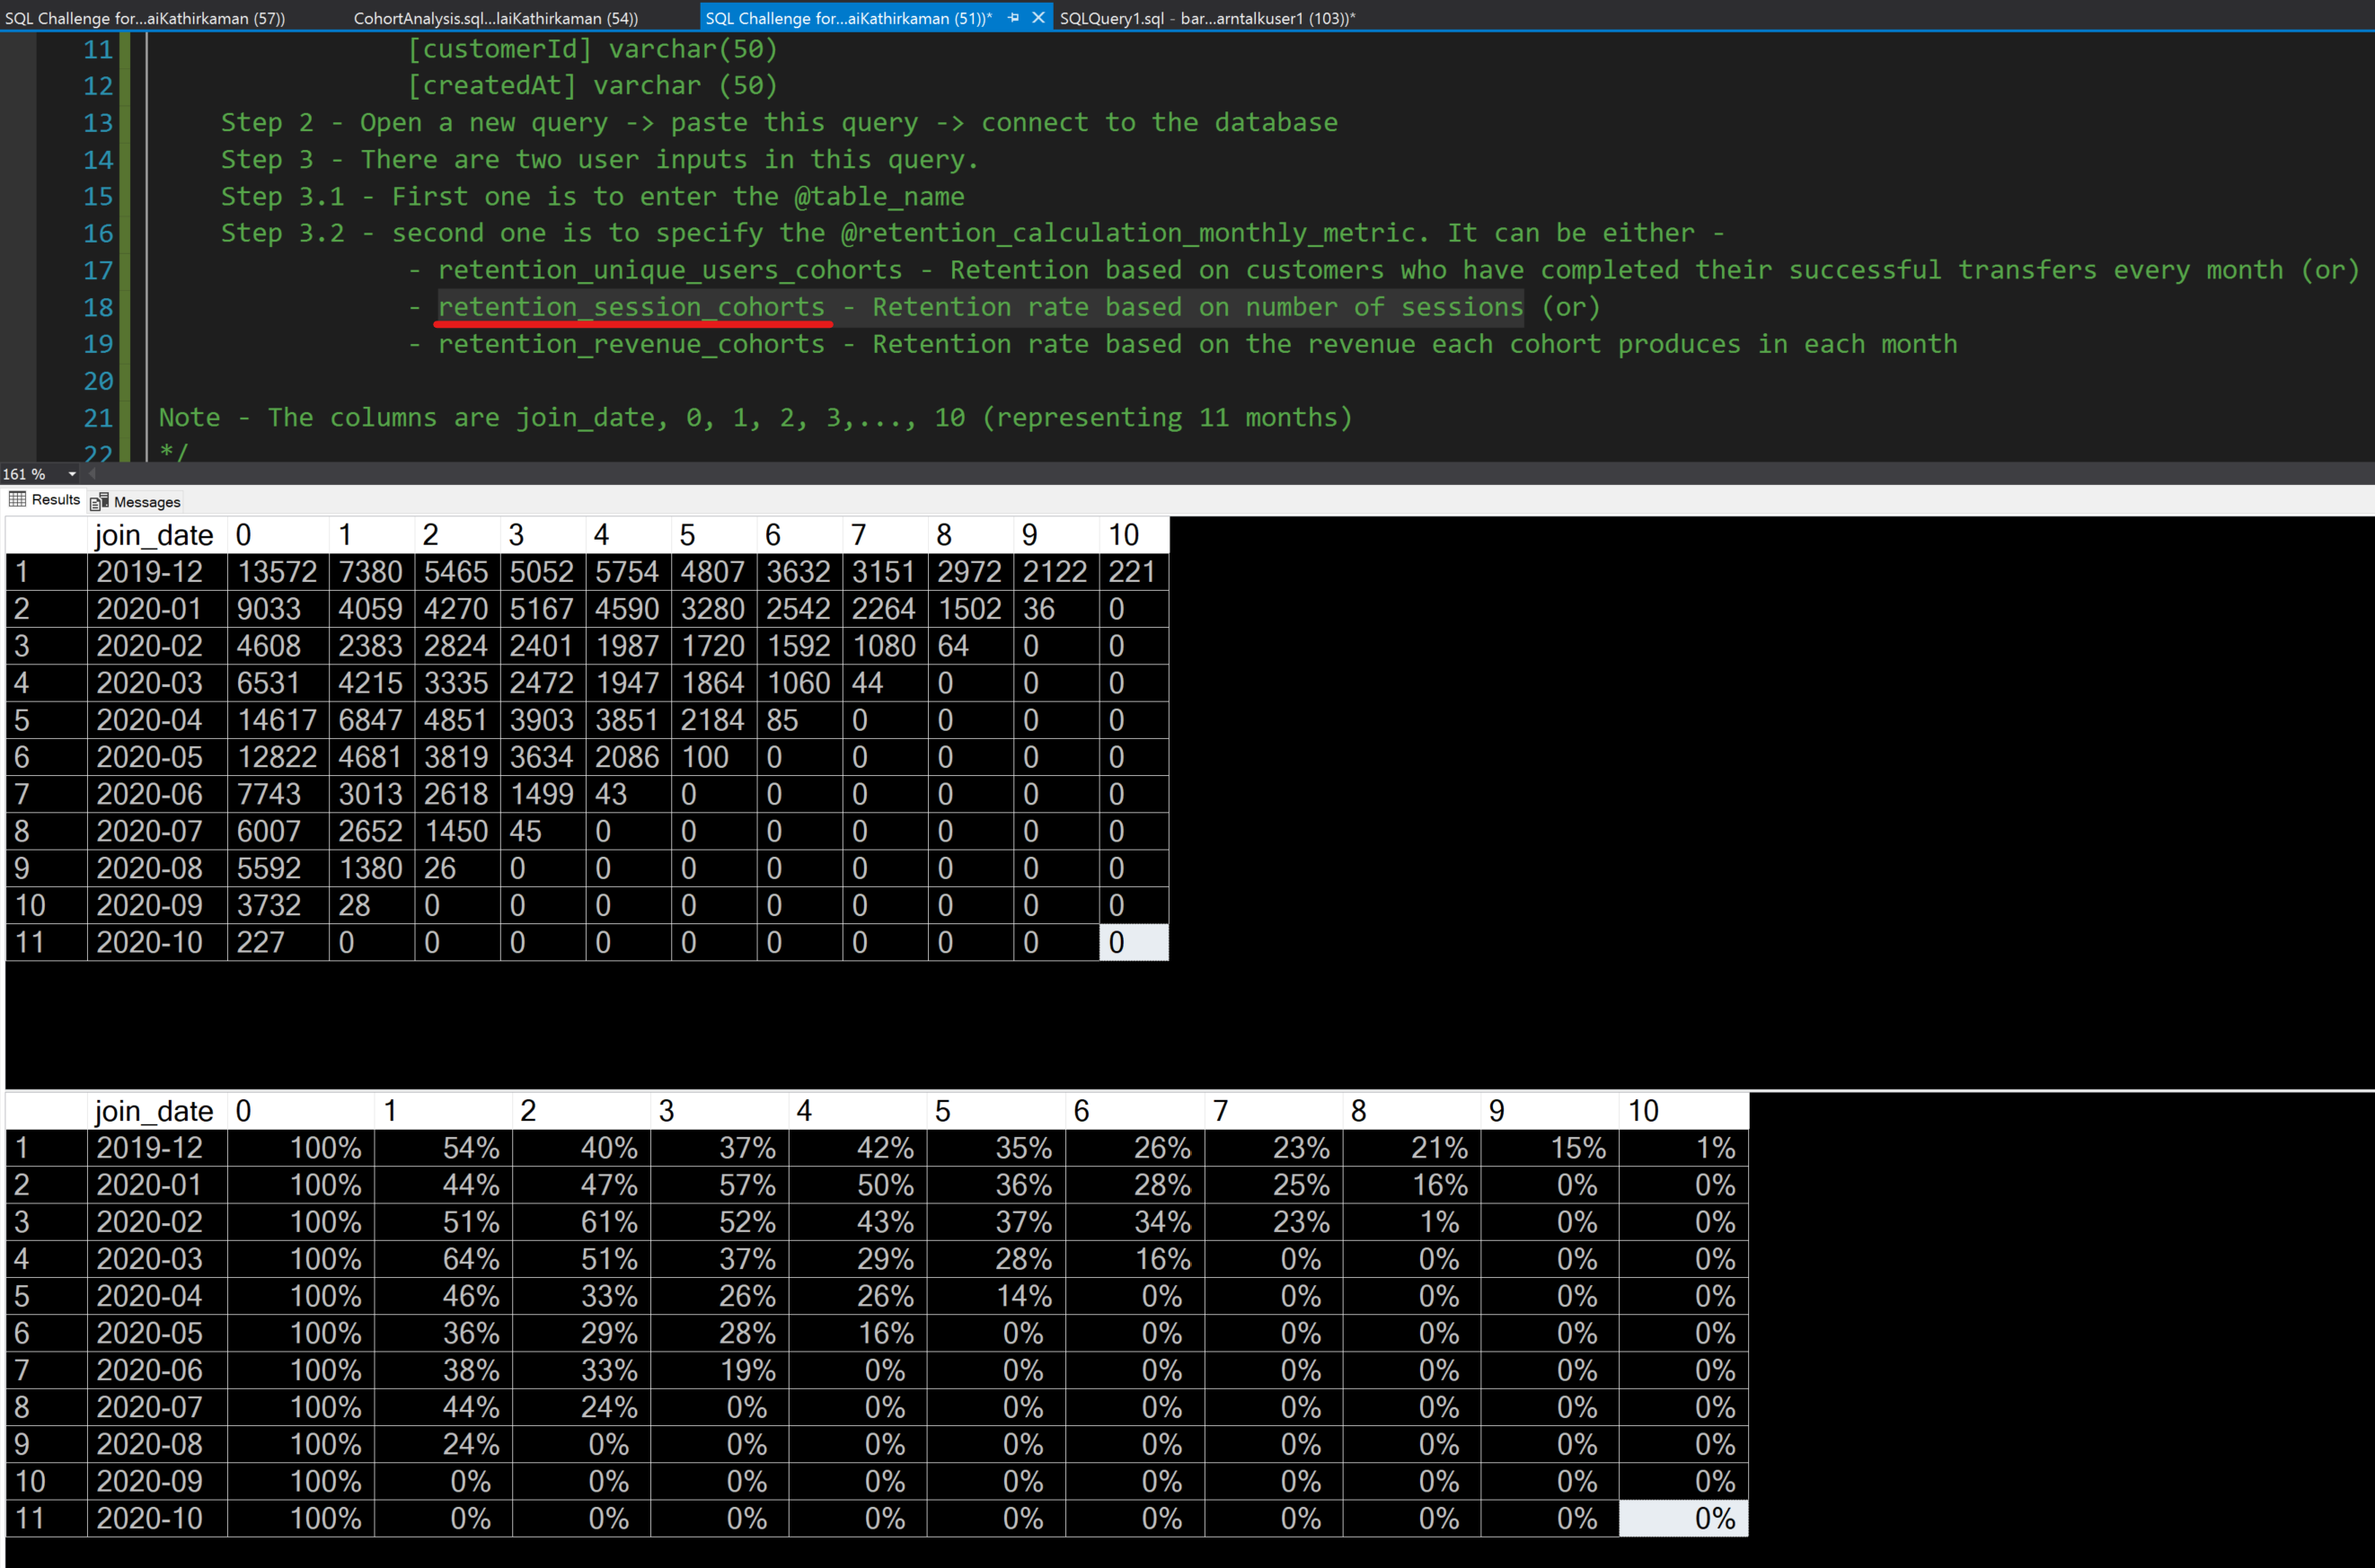 SQL Challenge for...aiKathirkaman (57)) CohortAnalysis.sql...laiKathirkaman (54)) SQL Challenge for...aiKathirkaman (51))* SQLQuery1.sql - bar...arntalkuser1 (103))*
11 [customerId] varchar(50)
12 [createdAt] varchar (50)
13 Step 2 - Open a new query -> paste this query -> connect to the database
14 Step 3 - There are two user inputs in this query.
15 Step 3.1 - First one is to enter the @table_name
16 Step 3.2 - second one is to specify the @retention_calculation_monthly_metric. It can be either -
17 - retention_unique_users_cohorts - Retention based on customers who have completed their successful transfers every month (or)
18 - retention_session_cohorts - Retention rate based on number of sessions (or)
19 - retention_revenue_cohorts - Retention rate based on the revenue each cohort produces in each month
20
21 Note - The columns are join_date, 0, 1, 2, 3,..., 10 (representing 11 months)
22 */
161 %
Results Messages
join_date 0 1 2 3 4 5 6 7 8 9 10
1 2019-12 13572 7380 5465 5052 5754 4807 3632 3151 2972 2122 221
2 2020-01 9033 4059 4270 5167 4590 3280 2542 2264 1502 36 0
3 2020-02 4608 2383 2824 2401 1987 1720 1592 1080 64 0 0
4 2020-03 6531 4215 3335 2472 1947 1864 1060 44 0 0 0
5 2020-04 14617 6847 4851 3903 3851 2184 85 0 0 0 0
6 2020-05 12822 4681 3819 3634 2086 100 0 0 0 0 0
7 2020-06 7743 3013 2618 1499 43 0 0 0 0 0 0
8 2020-07 6007 2652 1450 45 0 0 0 0 0 0 0
9 2020-08 5592 1380 26 0 0 0 0 0 0 0 0
10 2020-09 3732 28 0 0 0 0 0 0 0 0 0
11 2020-10 227 0 0 0 0 0 0 0 0 0 0
join_date 0 1 2 3 4 5 6 7 8 9 10
1 2019-12 100% 54% 40% 37% 42% 35% 26% 23% 21% 15% 1%
2 2020-01 100% 44% 47% 57% 50% 36% 28% 25% 16% 0% 0%
3 2020-02 100% 51% 61% 52% 43% 37% 34% 23% 1% 0% 0%
4 2020-03 100% 64% 51% 37% 29% 28% 16% 0% 0% 0% 0%
5 2020-04 100% 46% 33% 26% 26% 14% 0% 0% 0% 0% 0%
6 2020-05 100% 36% 29% 28% 16% 0% 0% 0% 0% 0% 0%
7 2020-06 100% 38% 33% 19% 0% 0% 0% 0% 0% 0% 0%
8 2020-07 100% 44% 24% 0% 0% 0% 0% 0% 0% 0% 0%
9 2020-08 100% 24% 0% 0% 0% 0% 0% 0% 0% 0% 0%
10 2020-09 100% 0% 0% 0% 0% 0% 0% 0% 0% 0% 0%
11 2020-10 100% 0% 0% 0% 0% 0% 0% 0% 0% 0% 0%